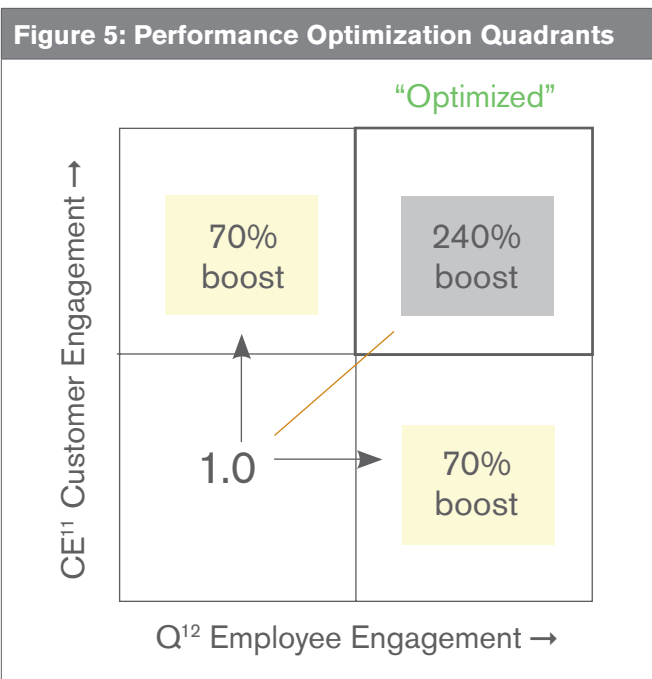 Figure 5: Performance Optimization Quadrants
“Optimized”
70%
boost
240%
boost
CE¹¹ Customer Engagement →
1.0
70%
boost
Q¹² Employee Engagement →